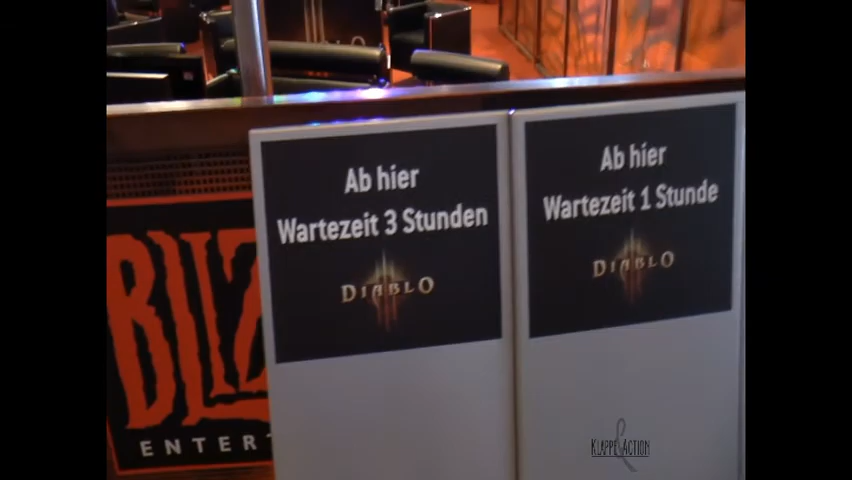 Ab hier
Wartezeit 3 Stunden
DIABLO
Ab hier
Wartezeit 1 Stunde
DIABLO
BLIZ
ENTERT
KLAPPE & ACTION